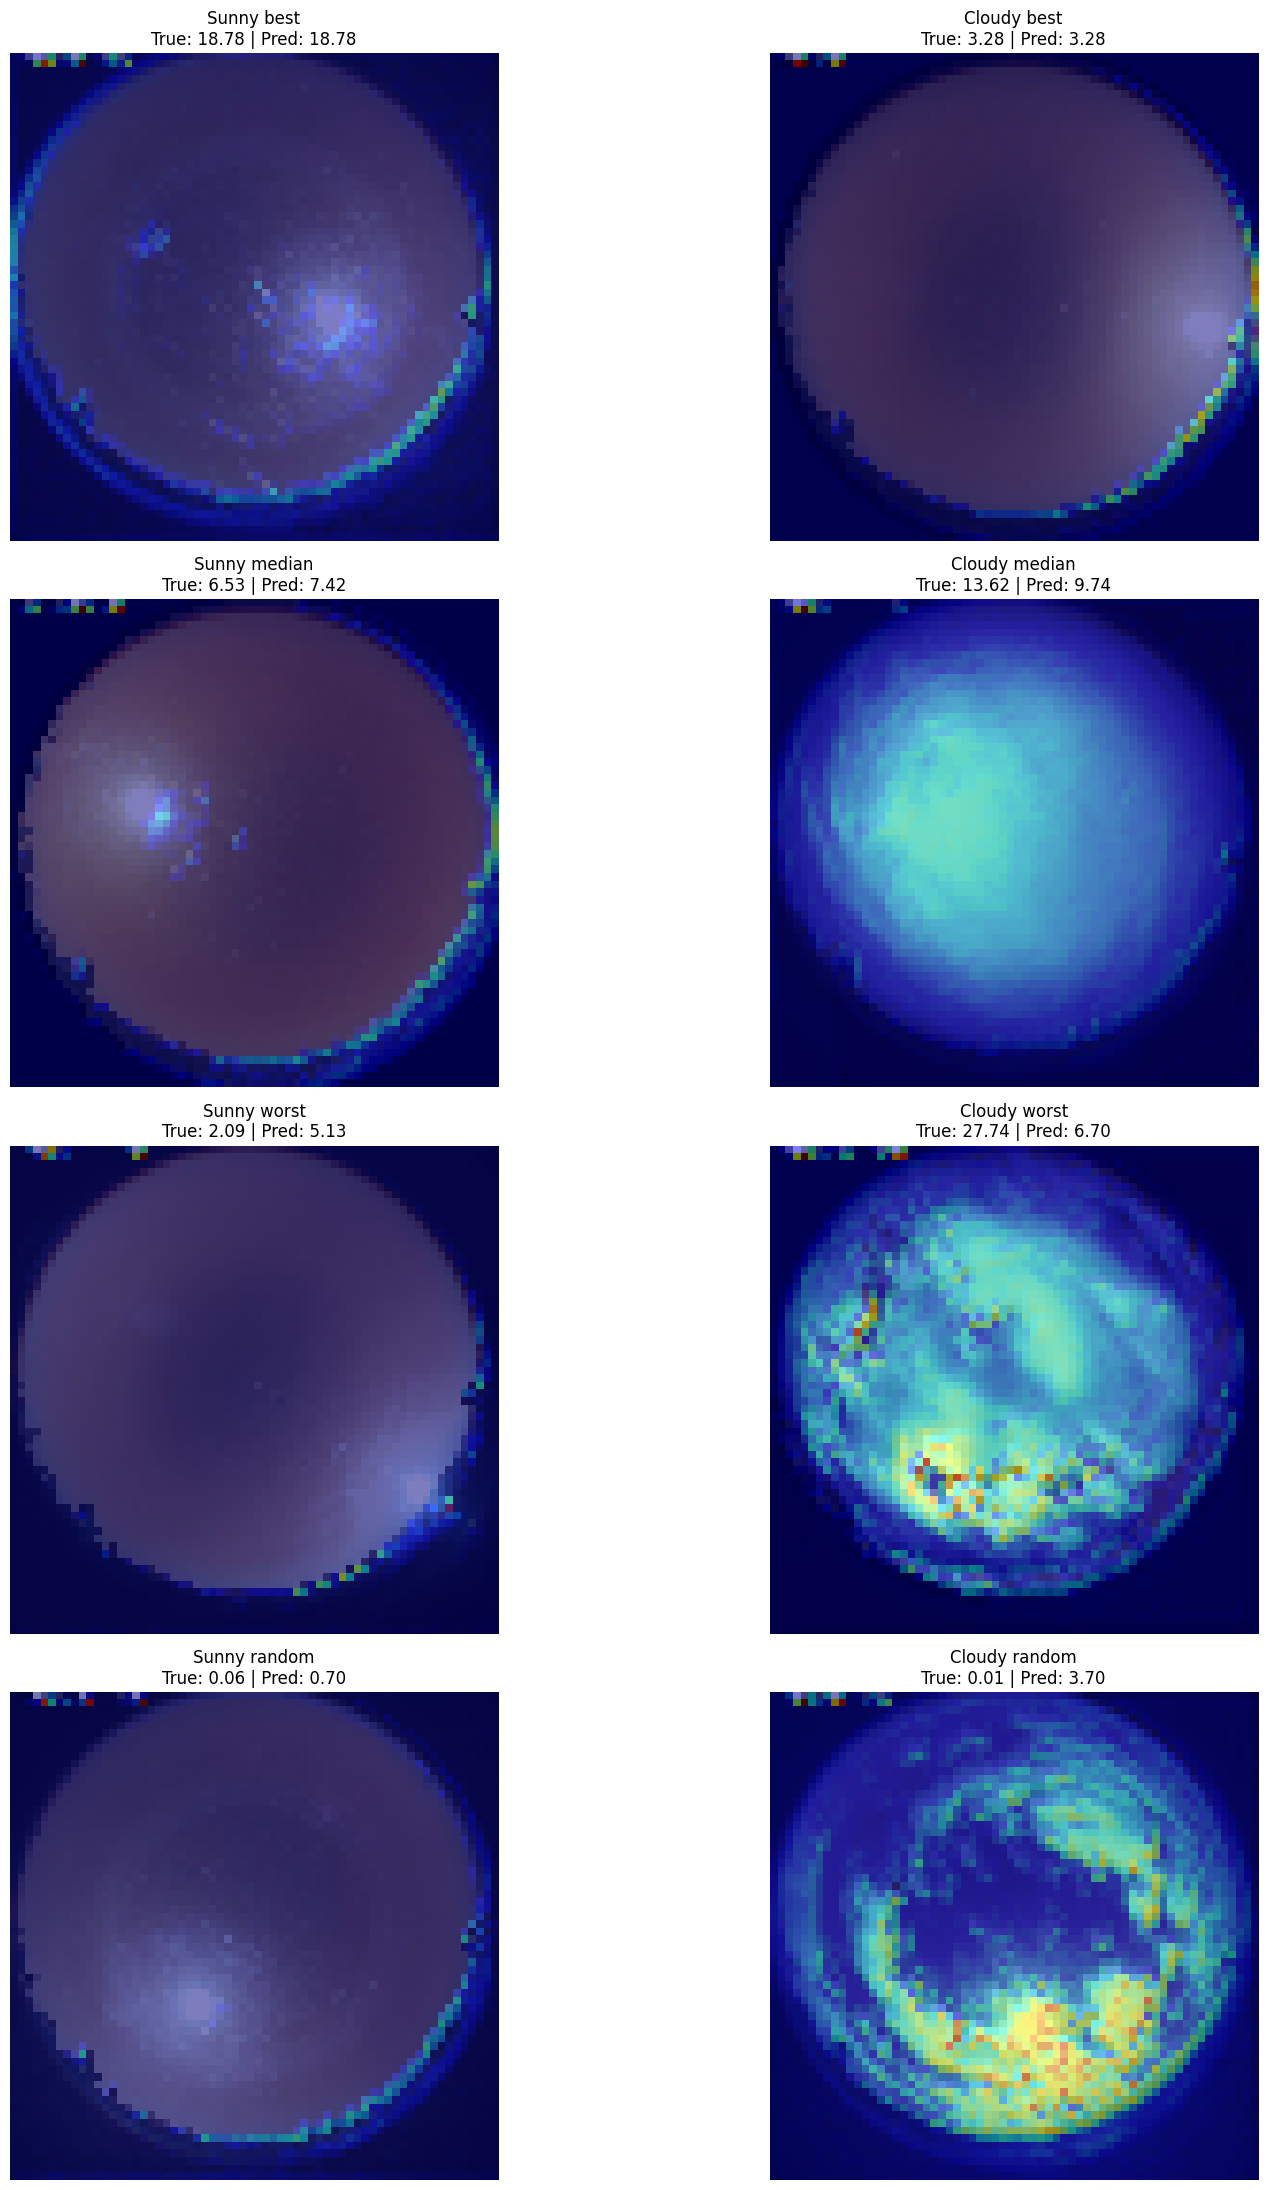 Sunny best
True: 18.78 | Pred: 18.78
Cloudy best
True: 3.28 | Pred: 3.28
Sunny median
True: 6.53 | Pred: 7.42
Cloudy median
True: 13.62 | Pred: 9.74
Sunny worst
True: 2.09 | Pred: 5.13
Cloudy worst
True: 27.74 | Pred: 6.70
Sunny random
True: 0.06 | Pred: 0.70
Cloudy random
True: 0.01 | Pred: 3.70